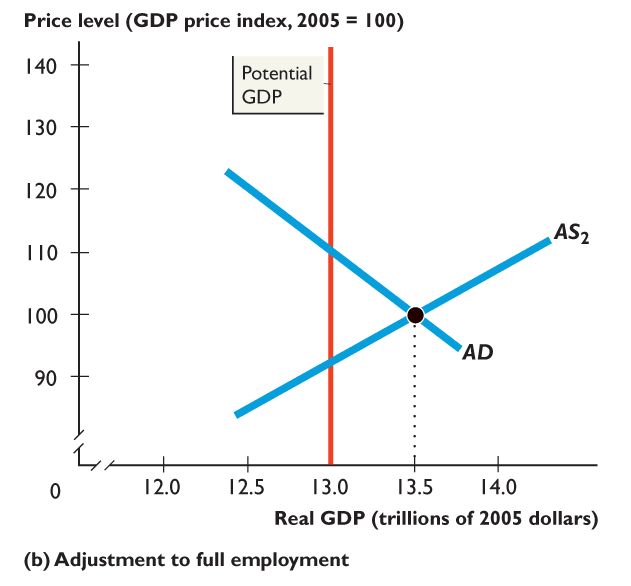 Price level (GDP price index, 2005 = 100)
140
Potential
GDP
130
120
110
AS₂
100
AD
90
0
12.0 12.5 13.0 13.5 14.0
Real GDP (trillions of 2005 dollars)
(b) Adjustment to full employment